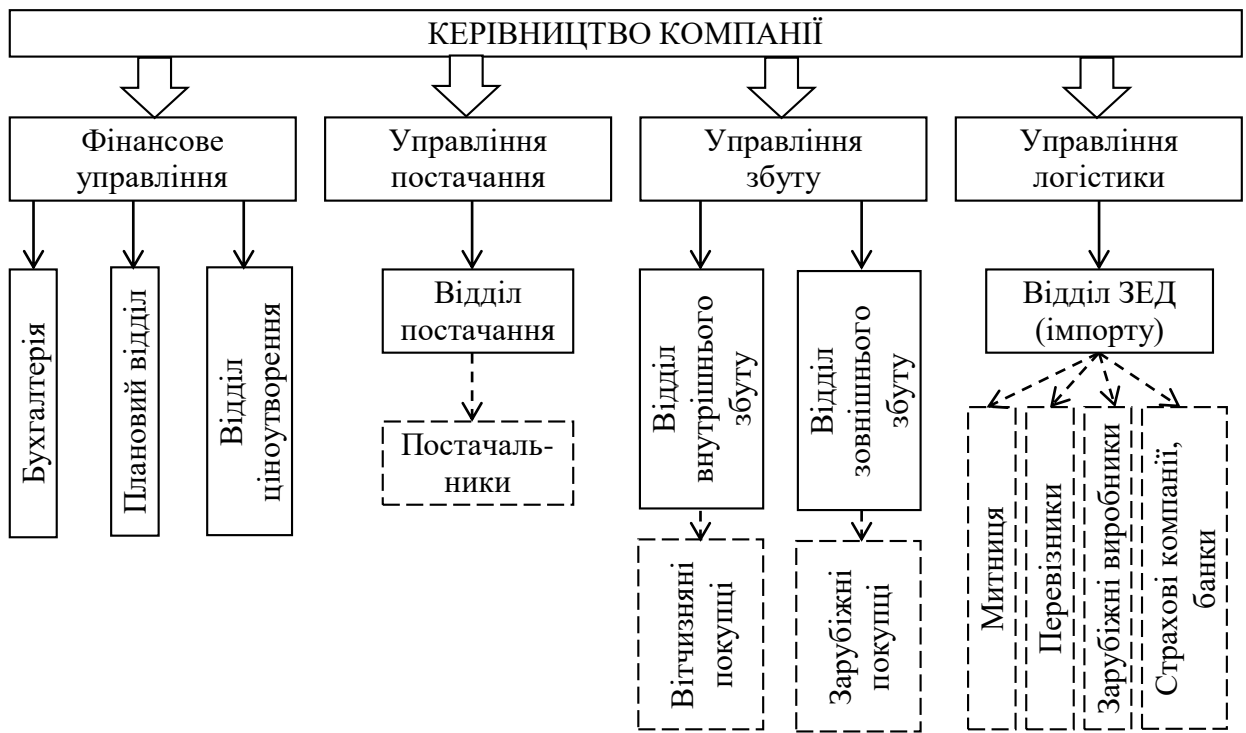 КЕРІВНИЦТВО КОМПАНІЇ
Фінансове
управління
Управління
постачання
Управління
збуту
Управління
логістики
Бухгалтерія
Плановий відділ
Відділ
ціноутворення
Відділ
постачання
Відділ
внутрішнього
збуту
Відділ
зовнішнього
збуту
Відділ ЗЕД
(імпорту)
Постачаль-
ники
Вітчизняні
покупці
Зарубіжні
покупці
Митниця
Перевізники
Зарубіжні виробники
Страхові компанії,
банки